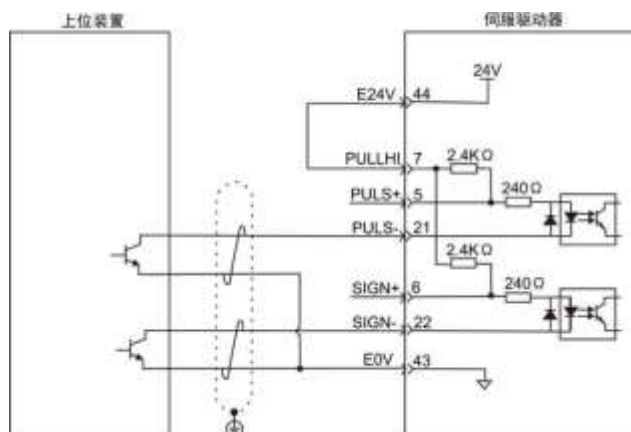 上位装置
伺服驱动器
24V
E24V 44
PULLHI 7 2.4KΩ
PULS+ 5 240Ω
PULS- 21
2.4KΩ
SIGN+ 6 240Ω
SIGN- 22
E0V 43